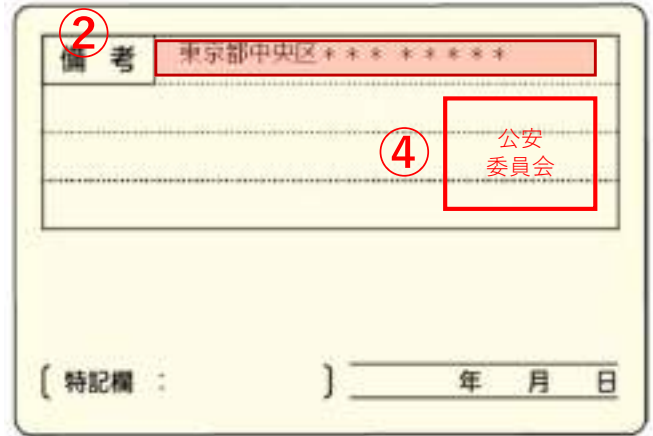 ②
備考 東京都中央区＊＊＊ ＊＊＊＊＊
④
公安
委員会
［特記欄 ： ］ 年 月 日